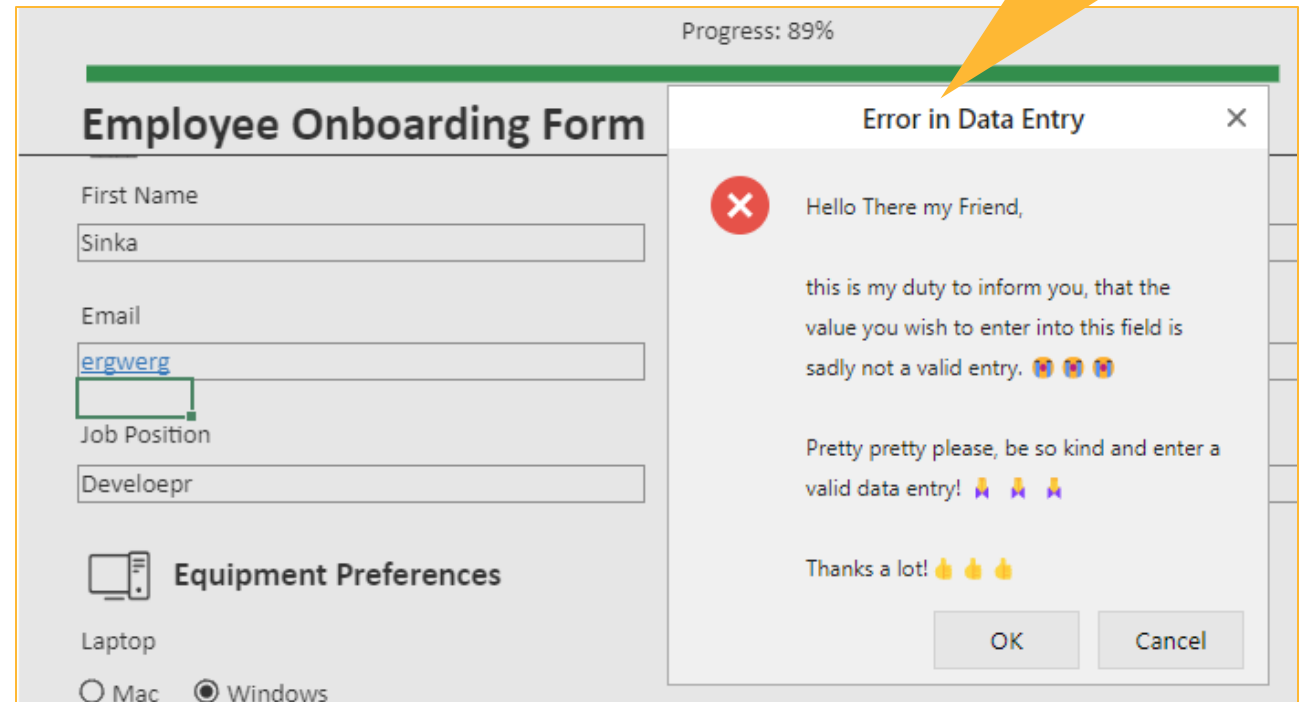 Progress: 89%
Employee Onboarding Form
First Name
Sinka
Email
ergwerg
Job Position
Develoepr
Equipment Preferences
Laptop
Mac
Windows
Error in Data Entry
Hello There my Friend,
this is my duty to inform you, that the
value you wish to enter into this field is
sadly not a valid entry. 😭 😭 😭
Pretty pretty please, be so kind and enter a
valid data entry! 🙏 🙏 🙏
Thanks a lot! 👍 👍 👍
OK
Cancel